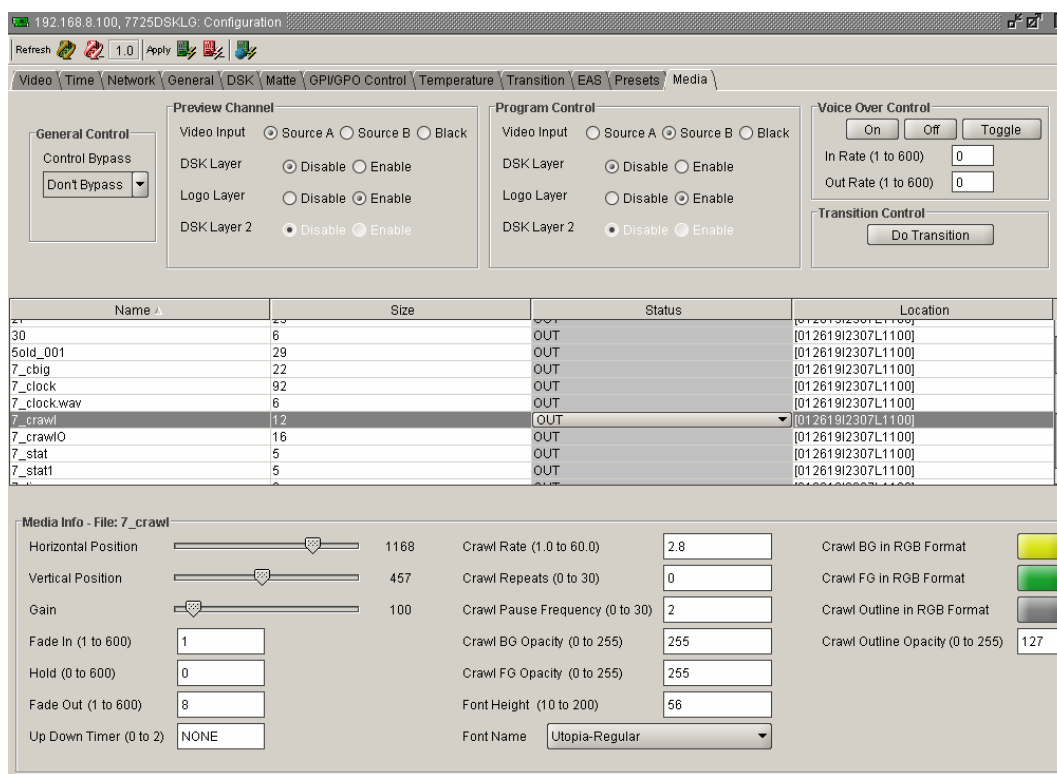 192.168.8.100, 7725DSKLG: Configuration
Refresh 1.0 Apply
Video Time Network General DSK Matte GPI/GPO Control Temperature Transition EAS Presets Media
General Control
Control Bypass
Don't Bypass
Preview Channel
Video Input Source A Source B Black
DSK Layer Disable Enable
Logo Layer Disable Enable
DSK Layer 2 Disable Enable
Program Control
Video Input Source A Source B Black
DSK Layer Disable Enable
Logo Layer Disable Enable
DSK Layer 2 Disable Enable
Voice Over Control
On Off Toggle
In Rate (1 to 600) 0
Out Rate (1 to 600) 0
Transition Control
Do Transition
Name Size Status Location
30 6 OUT [012619I2307L1100]
5old_001 29 OUT [012619I2307L1100]
7_cbig 22 OUT [012619I2307L1100]
7_clock 92 OUT [012619I2307L1100]
7_clock.wav 6 OUT [012619I2307L1100]
7_crawl 12 OUT [012619I2307L1100]
7_crawlO 16 OUT [012619I2307L1100]
7_stat 5 OUT [012619I2307L1100]
7_stat1 5 OUT [012619I2307L1100]
Media Info - File: 7_crawl
Horizontal Position 1168
Vertical Position 457
Gain 100
Fade In (1 to 600) 1
Hold (0 to 600) 0
Fade Out (1 to 600) 8
Up Down Timer (0 to 2) NONE
Crawl Rate (1.0 to 60.0) 2.8
Crawl Repeats (0 to 30) 0
Crawl Pause Frequency (0 to 30) 2
Crawl BG Opacity (0 to 255) 255
Crawl FG Opacity (0 to 255) 255
Font Height (10 to 200) 56
Font Name Utopia-Regular
Crawl BG in RGB Format
Crawl FG in RGB Format
Crawl Outline in RGB Format
Crawl Outline Opacity (0 to 255) 127